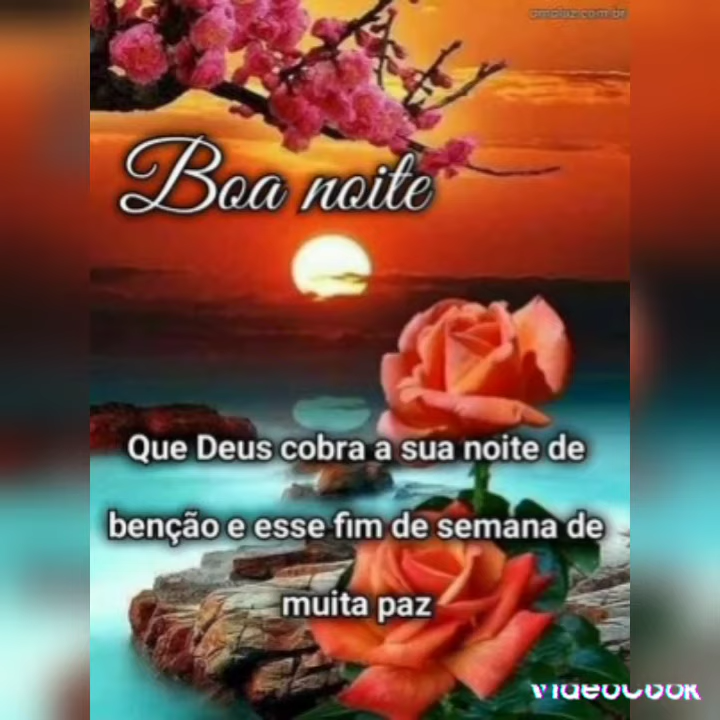 Boa noite
Que Deus cobra a sua noite de
benção e esse fim de semana de
muita paz